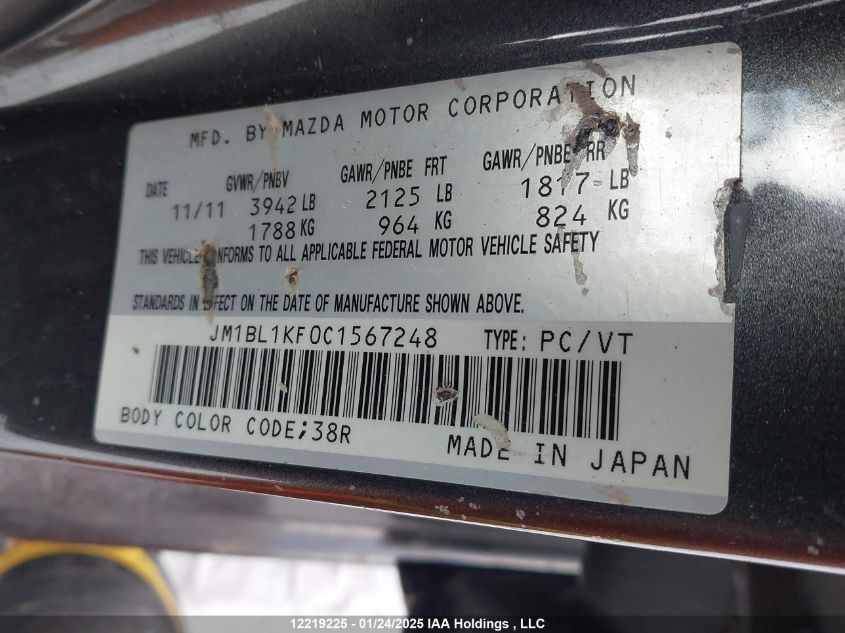 MFD. BY MAZDA MOTOR CORPORATION
DATE GVWR/PNBV GAWR/PNBE FRT GAWR/PNBE RR
11/11 3942 LB 2125 LB 1817 LB
1788 KG 964 KG 824 KG
THIS VEHICLE CONFORMS TO ALL APPLICABLE FEDERAL MOTOR VEHICLE SAFETY
STANDARDS IN EFFECT ON THE DATE OF MANUFACTURE SHOWN ABOVE.
JM1BL1KF0C1567248 TYPE: PC/VT
BODY COLOR CODE;38R MADE IN JAPAN
12219225 - 01/24/2025 IAA Holdings , LLC